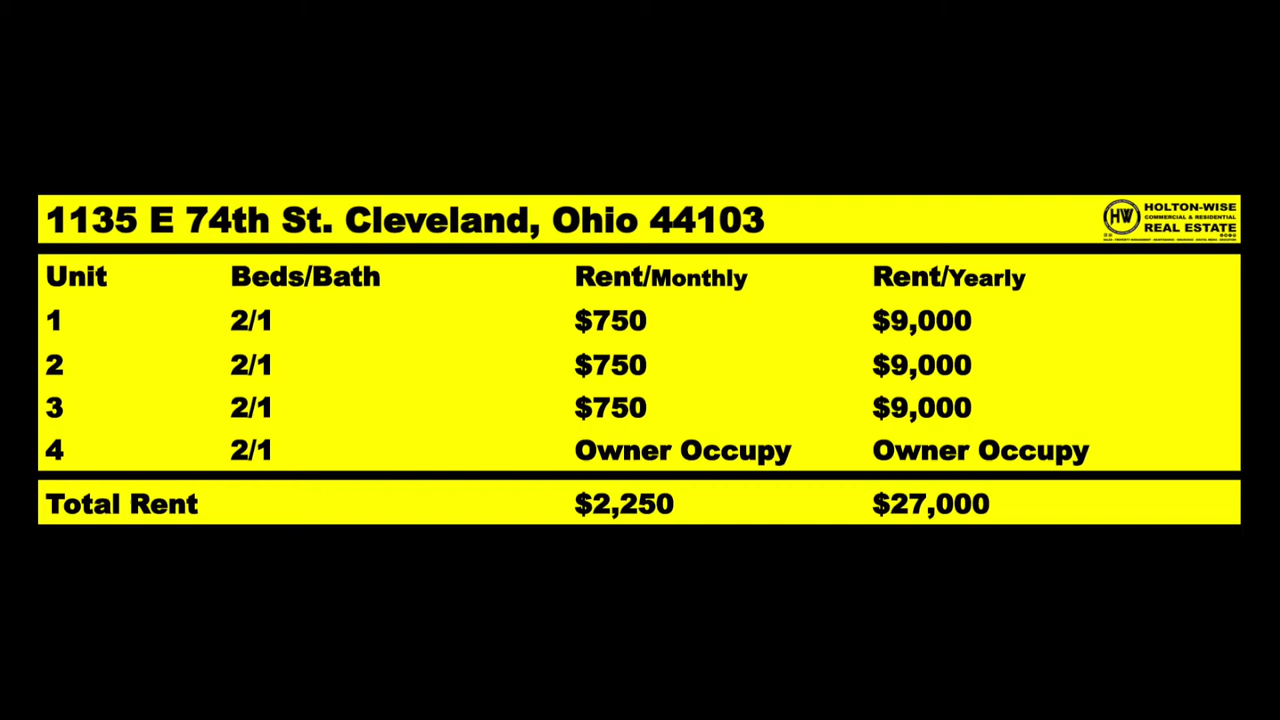 1135 E 74th St. Cleveland, Ohio 44103
HW
HOLTON-WISE
COMMERCIAL & RESIDENTIAL
REAL ESTATE
Unit Beds/Bath Rent/Monthly Rent/Yearly
1 2/1 $750 $9,000
2 2/1 $750 $9,000
3 2/1 $750 $9,000
4 2/1 Owner Occupy Owner Occupy
Total Rent $2,250 $27,000